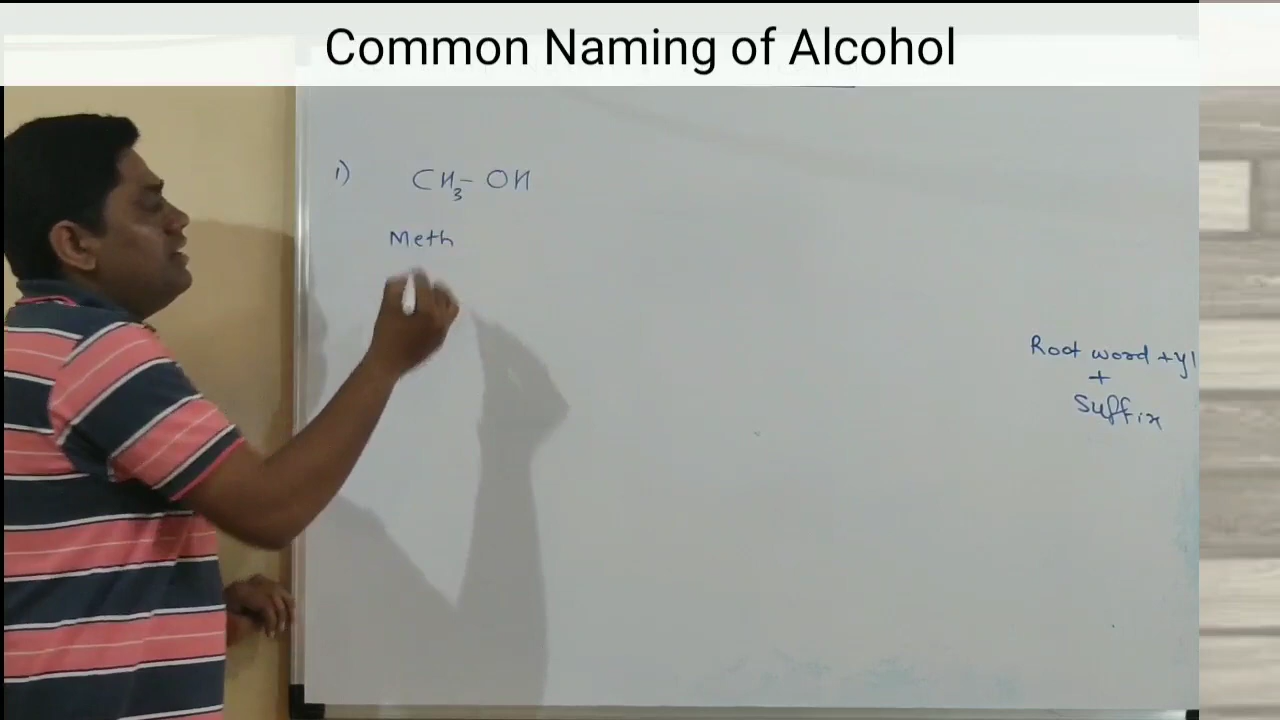 Common Naming of Alcohol
1) CH₃- OH
Meth
Root word + yl
+
Suffix